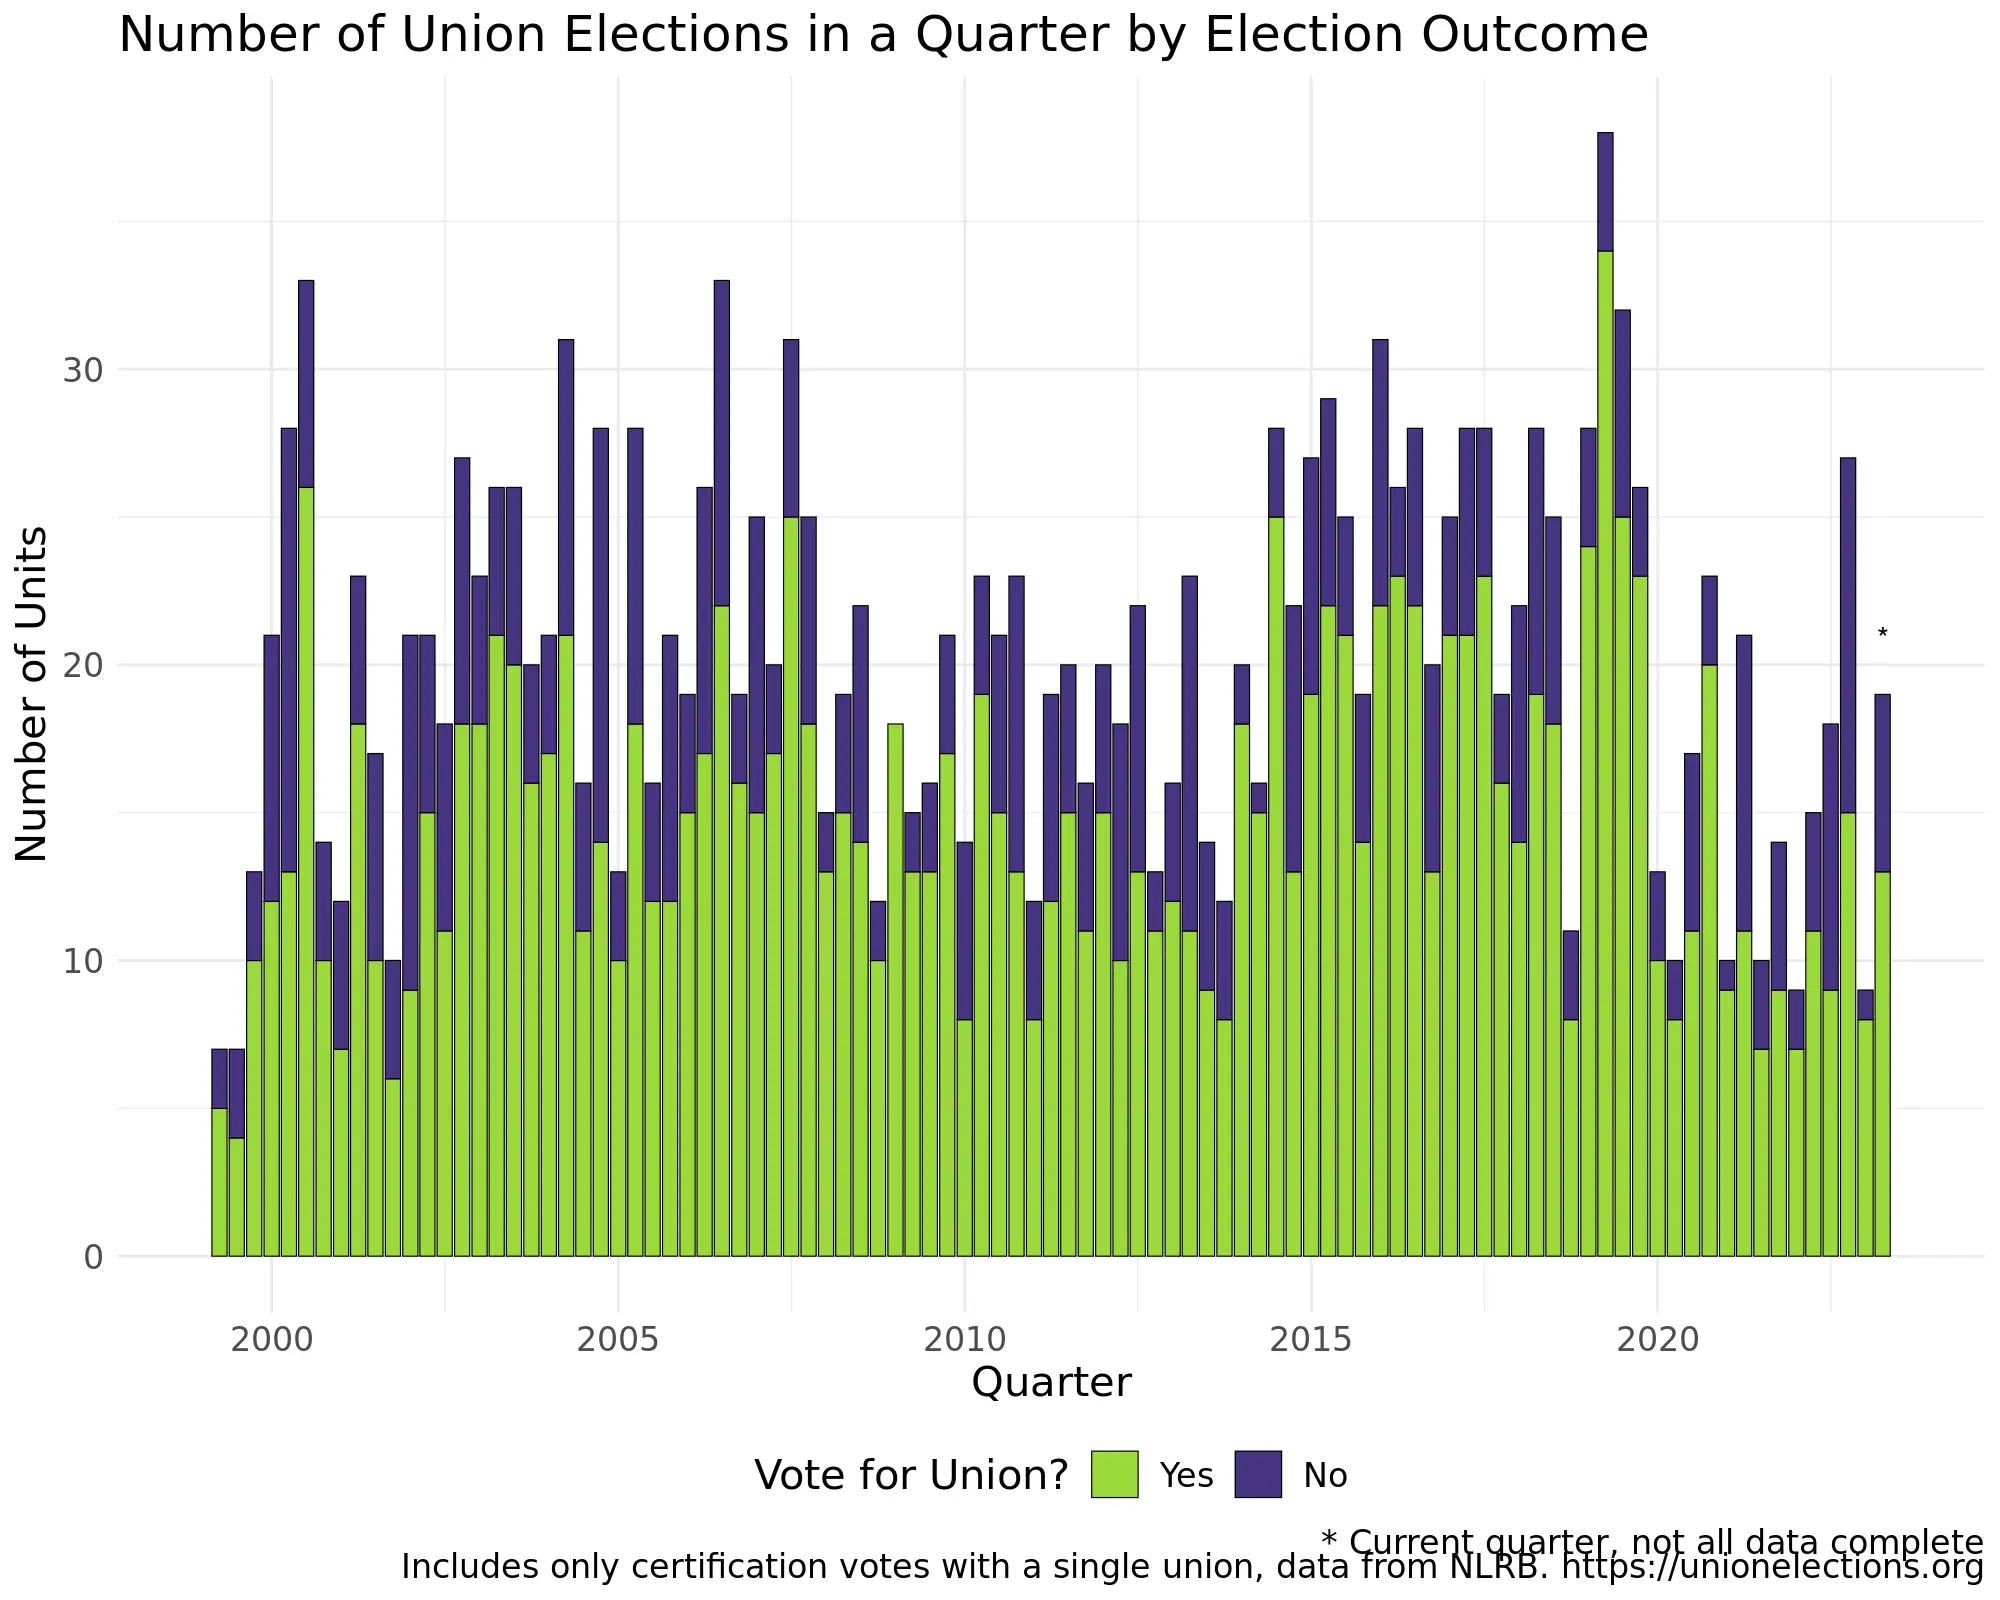 Number of Union Elections in a Quarter by Election Outcome
Number of Units
30
20
10
0
*
2000 2005 2010 2015 2020
Quarter
Vote for Union? Yes No
* Current quarter, not all data complete
Includes only certification votes with a single union, data from NLRB. https://unionelections.org